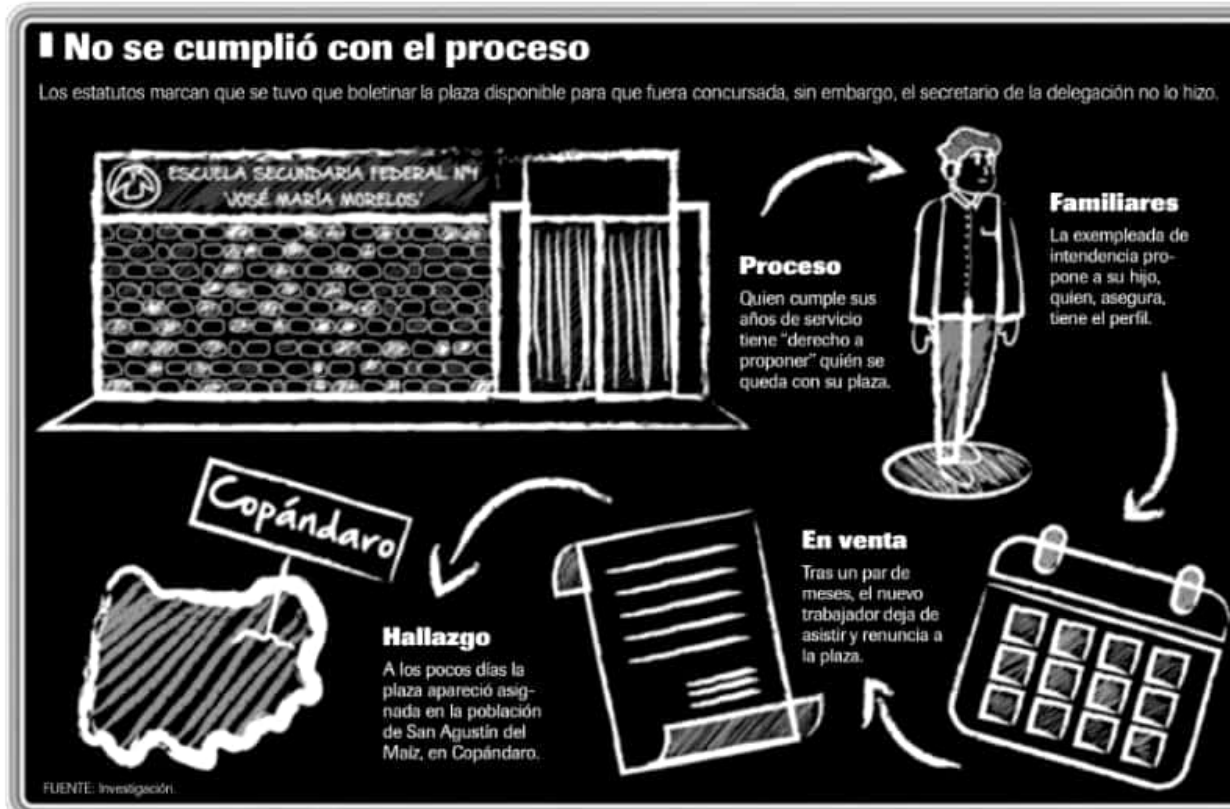 No se cumplió con el proceso
Los estatutos marcan que se tuvo que boletinar la plaza disponible para que fuera concursada, sin embargo, el secretario de la delegación no lo hizo.
ESCUELA SECUNDARIA FEDERAL Nº4
'JOSÉ MARÍA MORELOS'
Proceso
Quien cumple sus
años de servicio
tiene “derecho a
proponer” quién se
queda con su plaza.
Familiares
La exempleada de
intendencia pro-
pone a su hijo,
quien, asegura,
tiene el perfil.
En venta
Tras un par de
meses, el nuevo
trabajador deja de
asistir y renuncia a
la plaza.
Copándaro
Hallazgo
A los pocos días la
plaza apareció asig-
nada en la población
de San Agustín del
Maíz, en Copándaro.
FUENTE: Investigación.